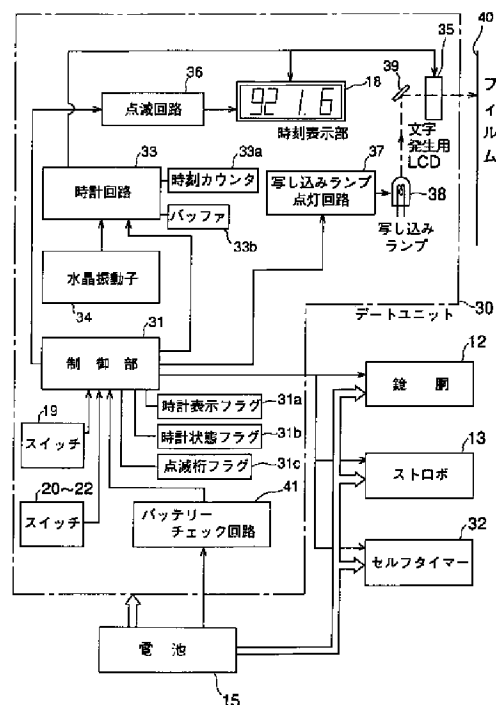 40
35
39
36
18
点滅回路
92 1.6
時刻表示部
フィルム
文字
発生用
LCD
33
33a
37
時計回路
時刻カウンタ
バッファ
33b
写し込みランプ
点灯回路
38
写し込み
ランプ
水晶振動子
34
30
デートユニット
31
12
制御部
鏡胴
時計表示フラグ
31a
19
時計状態フラグ
31b
スイッチ
点滅桁フラグ
31c
13
ストロボ
20〜22
41
スイッチ
バッテリー
チェック回路
32
セルフタイマー
電池
15